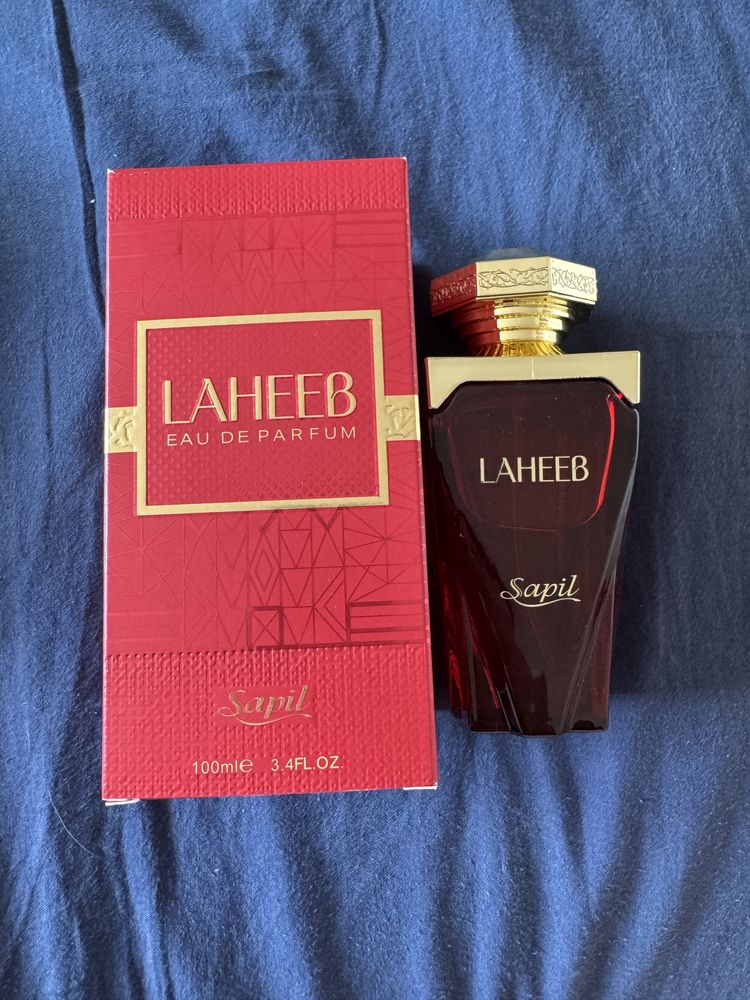 LAHEEB
EAU DE PARFUM
Sapil
100ml℮ 3.4FL.OZ.
LAHEEB
Sapil